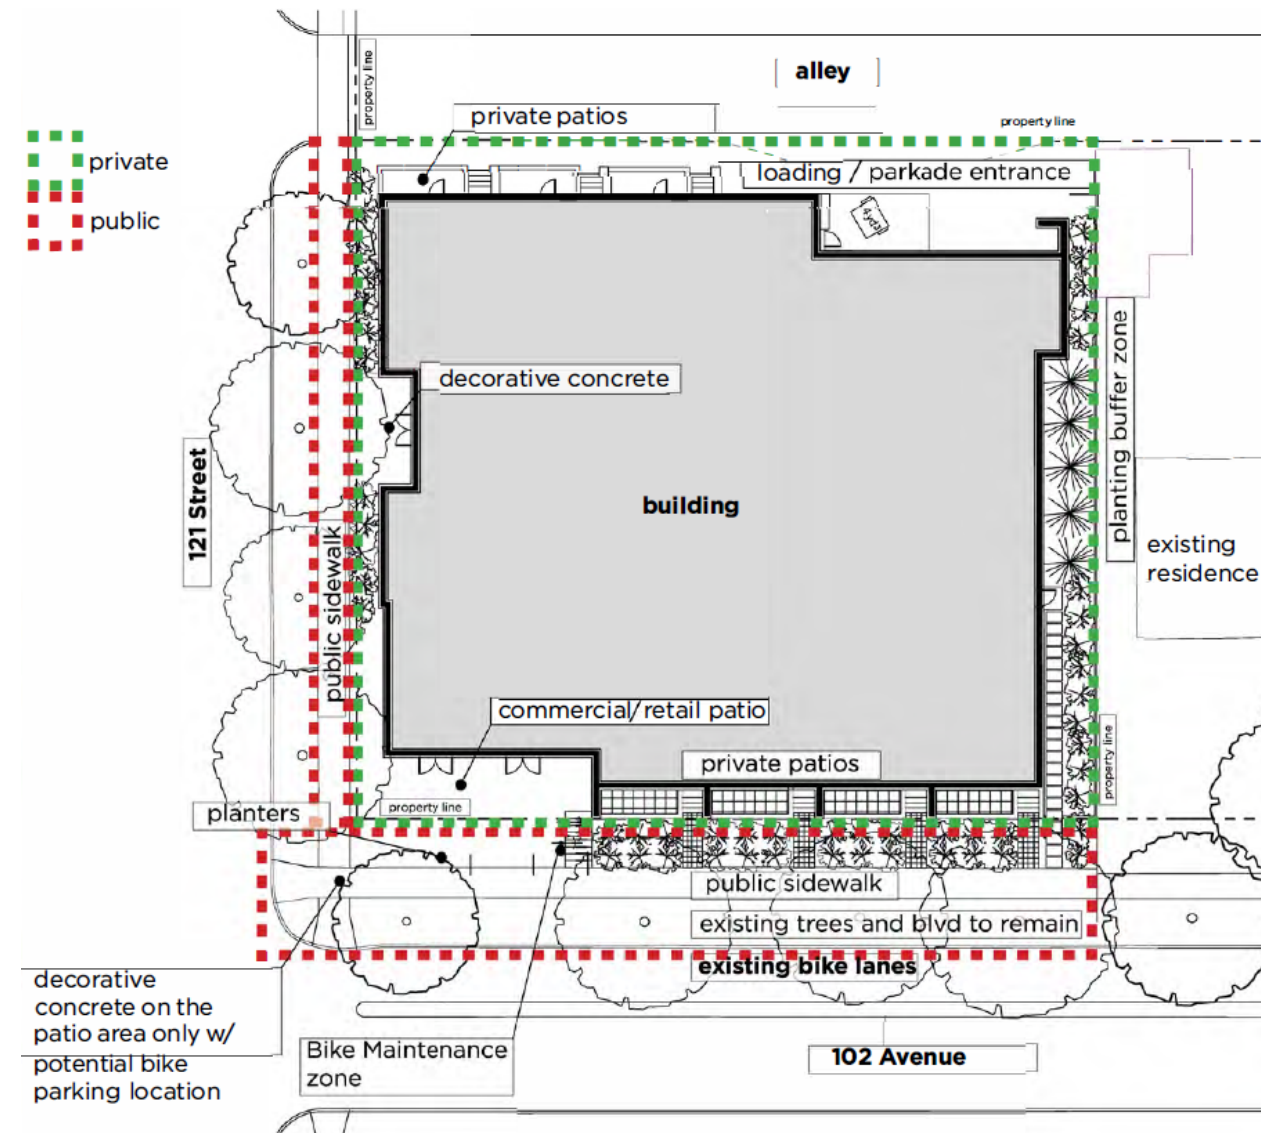 alley
property line
private patios
property line
private
loading / parkade entrance
public
4yd3
decorative concrete
planting buffer zone
121 Street
building
existing
residence
public sidewalk
commercial/retail patio
private patios
property line
property line
planters
public sidewalk
existing trees and blvd to remain
existing bike lanes
decorative
concrete on the
patio area only w/
potential bike
parking location
Bike Maintenance
zone
102 Avenue